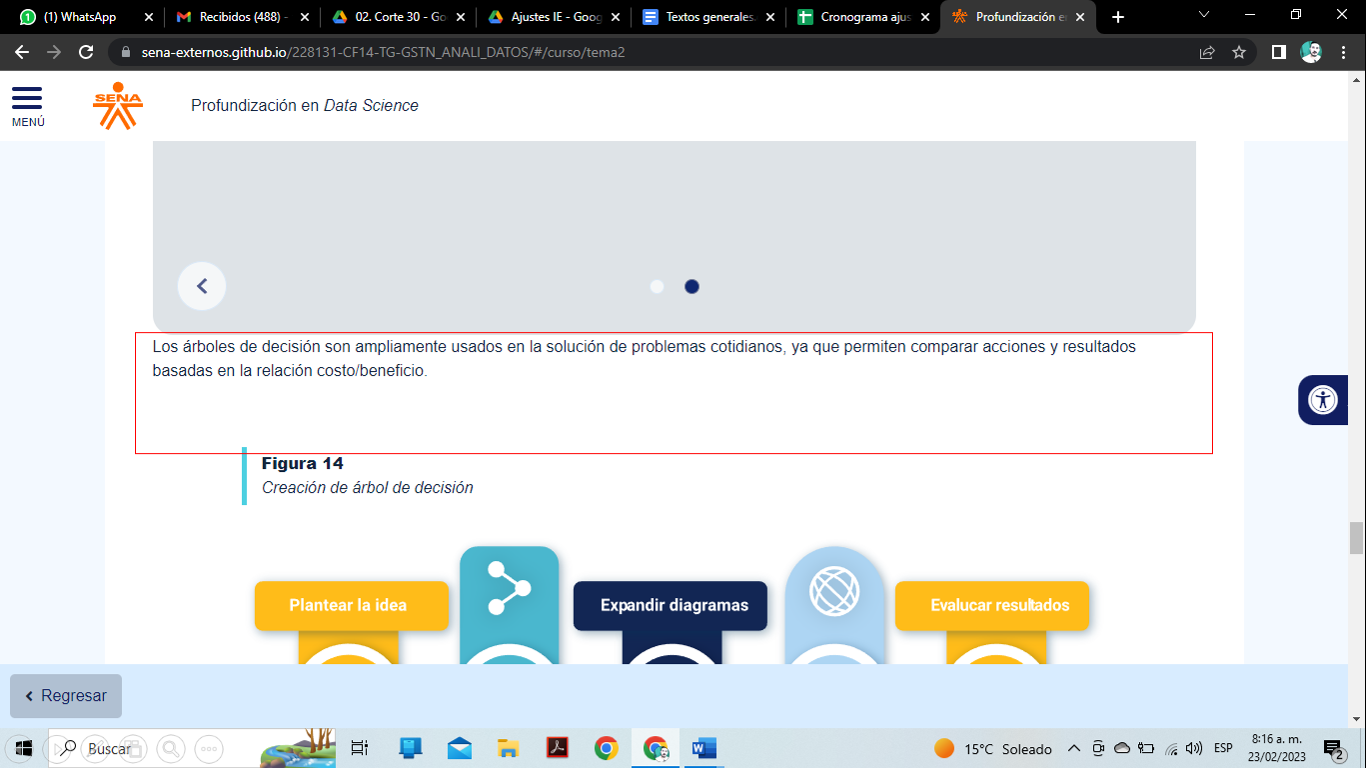 (1) WhatsApp
Recibidos (488) -
02. Corte 30 - Go
Ajustes IE - Goog
Textos generales.
Cronograma ajus
Profundización e
sena-externos.github.io/228131-CF14-TG-GSTN_ANALI_DATOS/#/curso/tema2
MENÚ
SENA
Profundización en Data Science
Los árboles de decisión son ampliamente usados en la solución de problemas cotidianos, ya que permiten comparar acciones y resultados
basadas en la relación costo/beneficio.
Figura 14
Creación de árbol de decisión
Plantear la idea
Expandir diagramas
Evalucar resultados
Regresar
Buscar
15°C Soleado
ESP
8:16 a. m.
23/02/2023
2